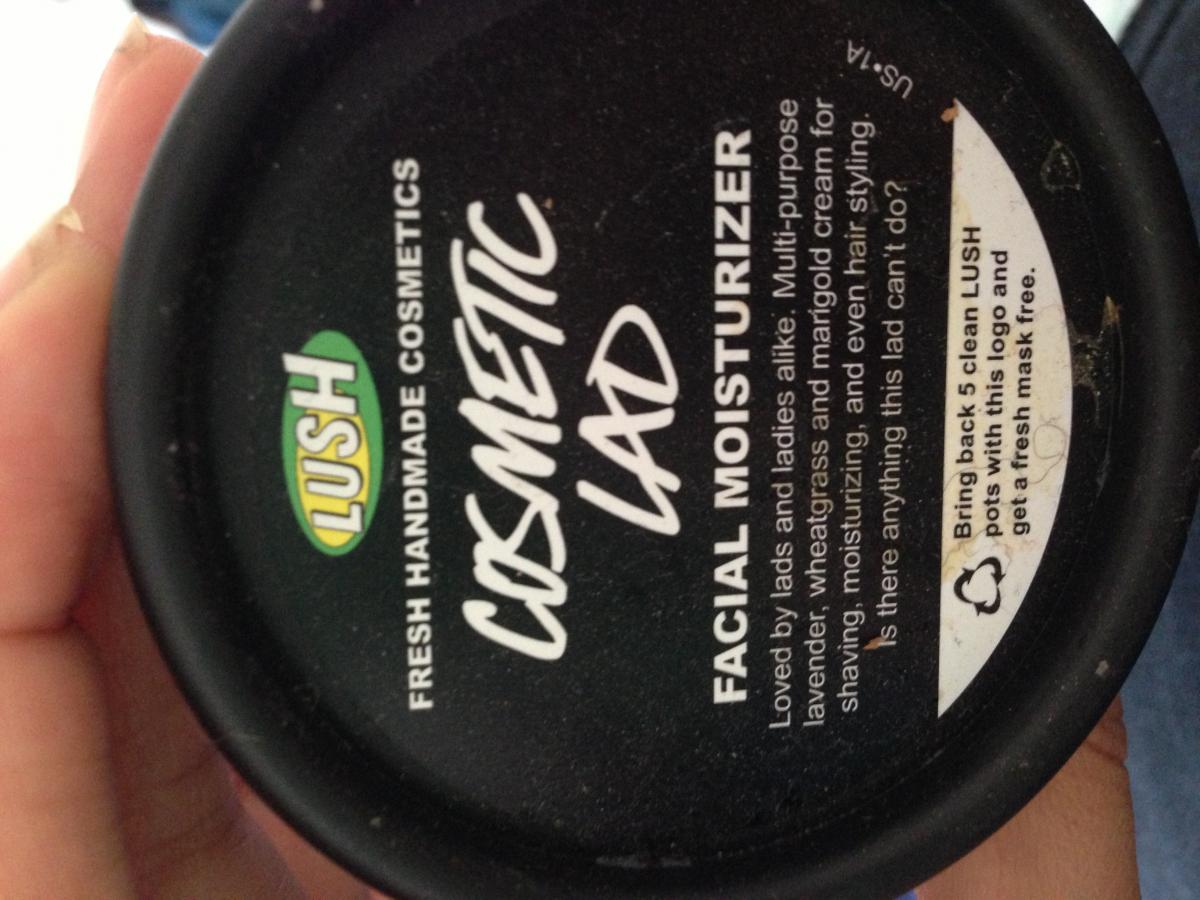 LUSH
FRESH HANDMADE COSMETICS
COSMETIC
LAD
FACIAL MOISTURIZER
Loved by lads and ladies alike. Multi-purpose
lavender, wheatgrass and marigold cream for
shaving, moisturizing, and even hair styling.
Is there anything this lad can't do?
US•1A
Bring back 5 clean LUSH
pots with this logo and
get a fresh mask free.